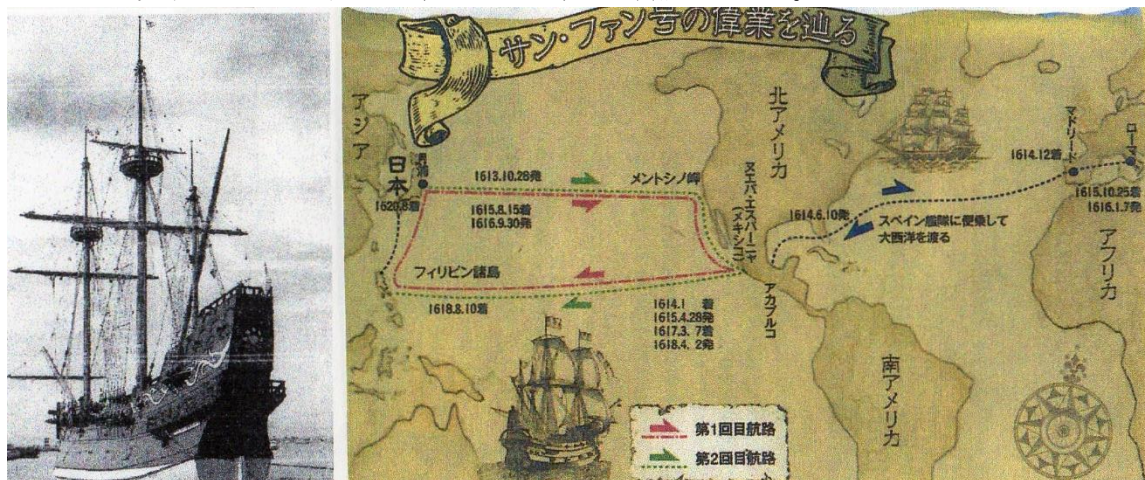 サン・ファン号の偉業を辿る
アジア
日本
月浦
1620.8着
1613.10.28発
1615.8.15着
1616.9.30発
メントシノ岬
北アメリカ
ヌエバ・エスパーニャ
(メキシコ)
アカプルコ
フィリピン諸島
1618.8.10着
1614.1 着
1615.4.28発
1617.3. 7着
1618.4. 2発
1614.6.10発
スペイン艦隊に便乗して
大西洋を渡る
1614.12着
マドリード
ローマ
1615.10.25着
1616.1.7発
アフリカ
南アメリカ
第1回目航路
第2回目航路